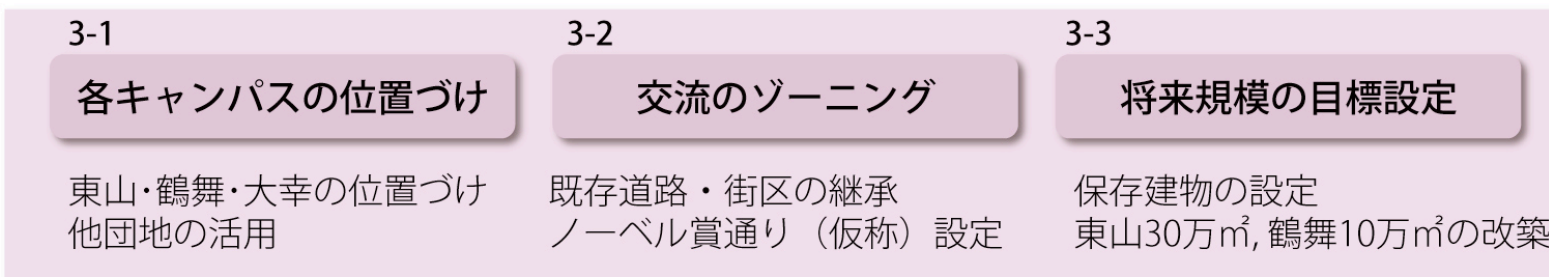 3-1
各キャンパスの位置づけ
東山・鶴舞・大幸の位置づけ
他団地の活用
3-2
交流のゾーニング
既存道路・街区の継承
ノーベル賞通り（仮称）設定
3-3
将来規模の目標設定
保存建物の設定
東山30万㎡, 鶴舞10万㎡の改築